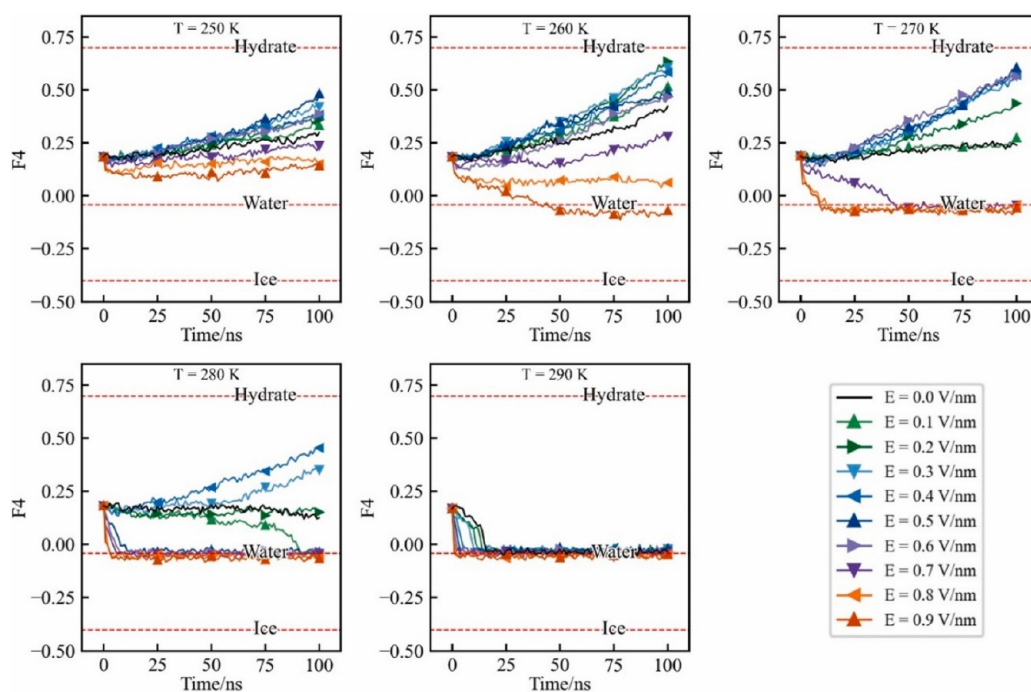 T = 250 K
Hydrate
Water
Ice
0.75
0.50
0.25
0.00
−0.25
−0.50
F4
0 25 50 75 100
Time/ns
T = 260 K
Hydrate
Water
Ice
0.75
0.50
0.25
0.00
−0.25
−0.50
F4
0 25 50 75 100
Time/ns
T = 270 K
Hydrate
Water
Ice
0.75
0.50
0.25
0.00
−0.25
−0.50
F4
0 25 50 75 100
Time/ns
T = 280 K
Hydrate
Water
Ice
0.75
0.50
0.25
0.00
−0.25
−0.50
F4
0 25 50 75 100
Time/ns
T = 290 K
Hydrate
Water
Ice
0.75
0.50
0.25
0.00
−0.25
−0.50
F4
0 25 50 75 100
Time/ns
E = 0.0 V/nm
E = 0.1 V/nm
E = 0.2 V/nm
E = 0.3 V/nm
E = 0.4 V/nm
E = 0.5 V/nm
E = 0.6 V/nm
E = 0.7 V/nm
E = 0.8 V/nm
E = 0.9 V/nm